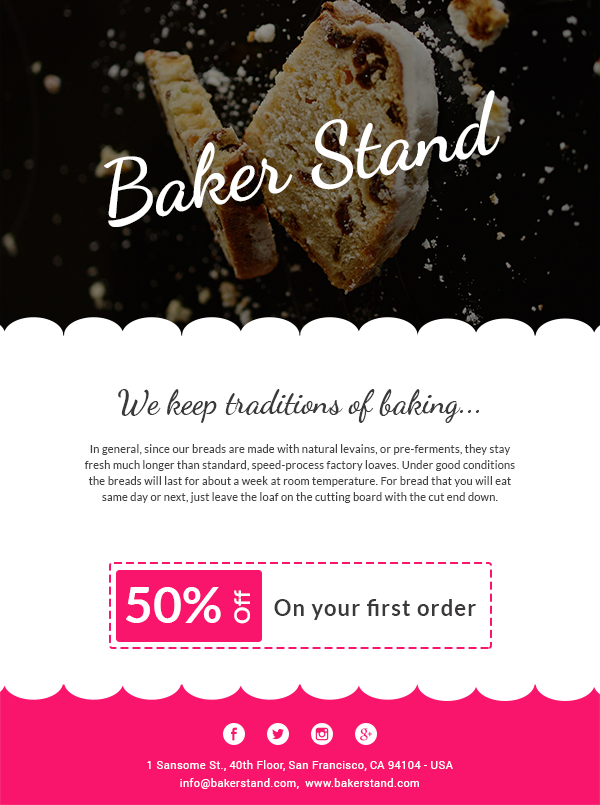 Baker Stand
We keep traditions of baking...
In general, since our breads are made with natural levains, or pre-ferments, they stay
fresh much longer than standard, speed-process factory loaves. Under good conditions
the breads will last for about a week at room temperature. For bread that you will eat
same day or next, just leave the loaf on the cutting board with the cut end down.
50% Off On your first order
1 Sansome St., 40th Floor, San Francisco, CA 94104 - USA
info@bakerstand.com, www.bakerstand.com